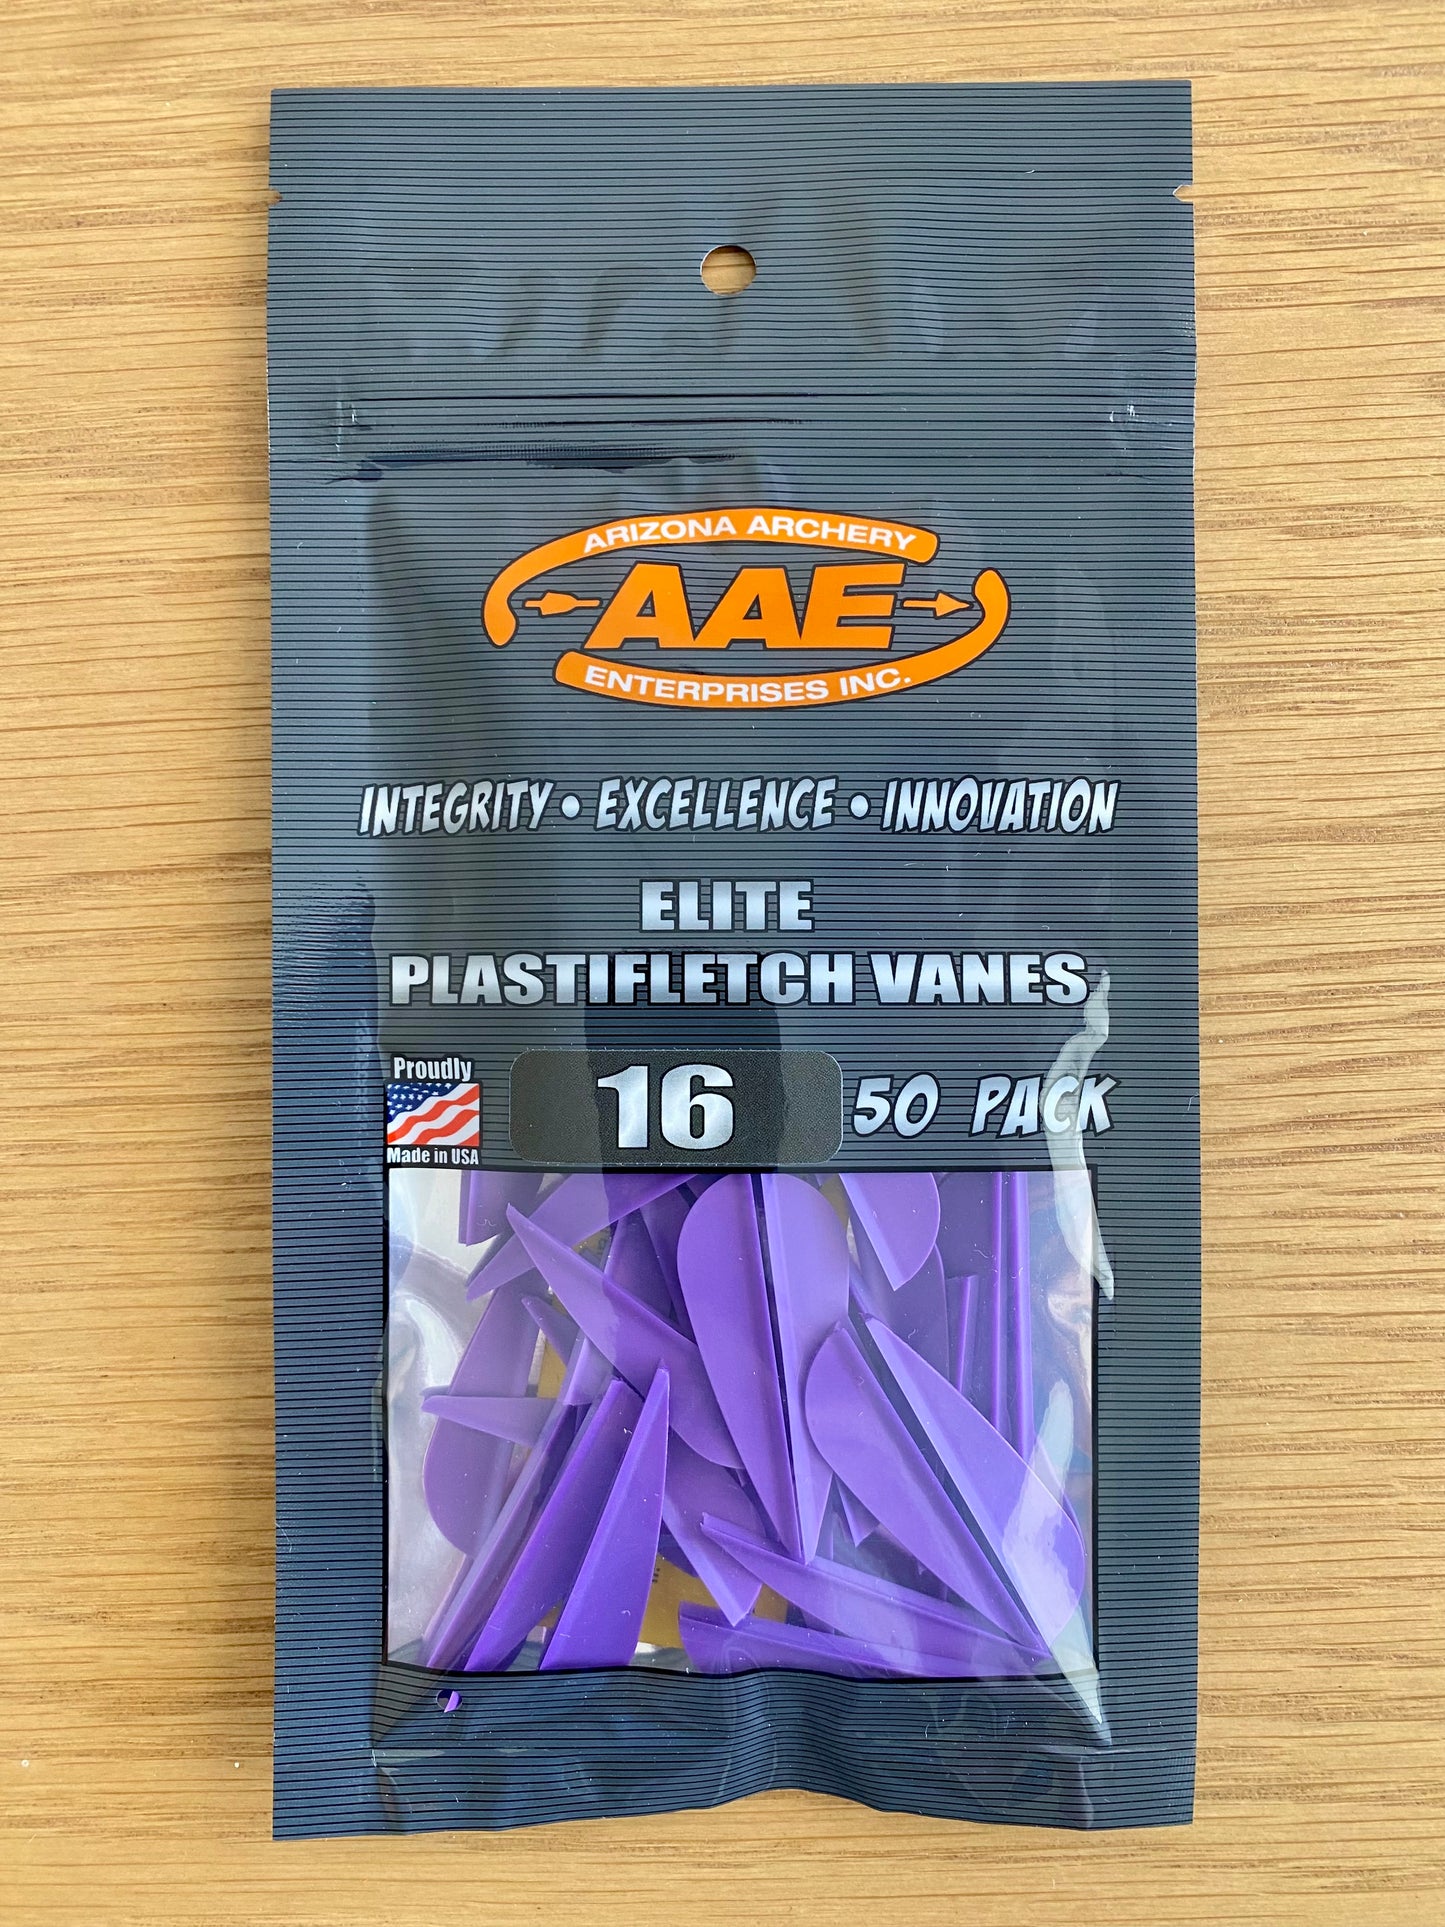 ARIZONA ARCHERY
AAE
ENTERPRISES INC.
INTEGRITY • EXCELLENCE • INNOVATION
ELITE
PLASTIFLETCH VANES
Proudly
Made in USA
16
50 PACK